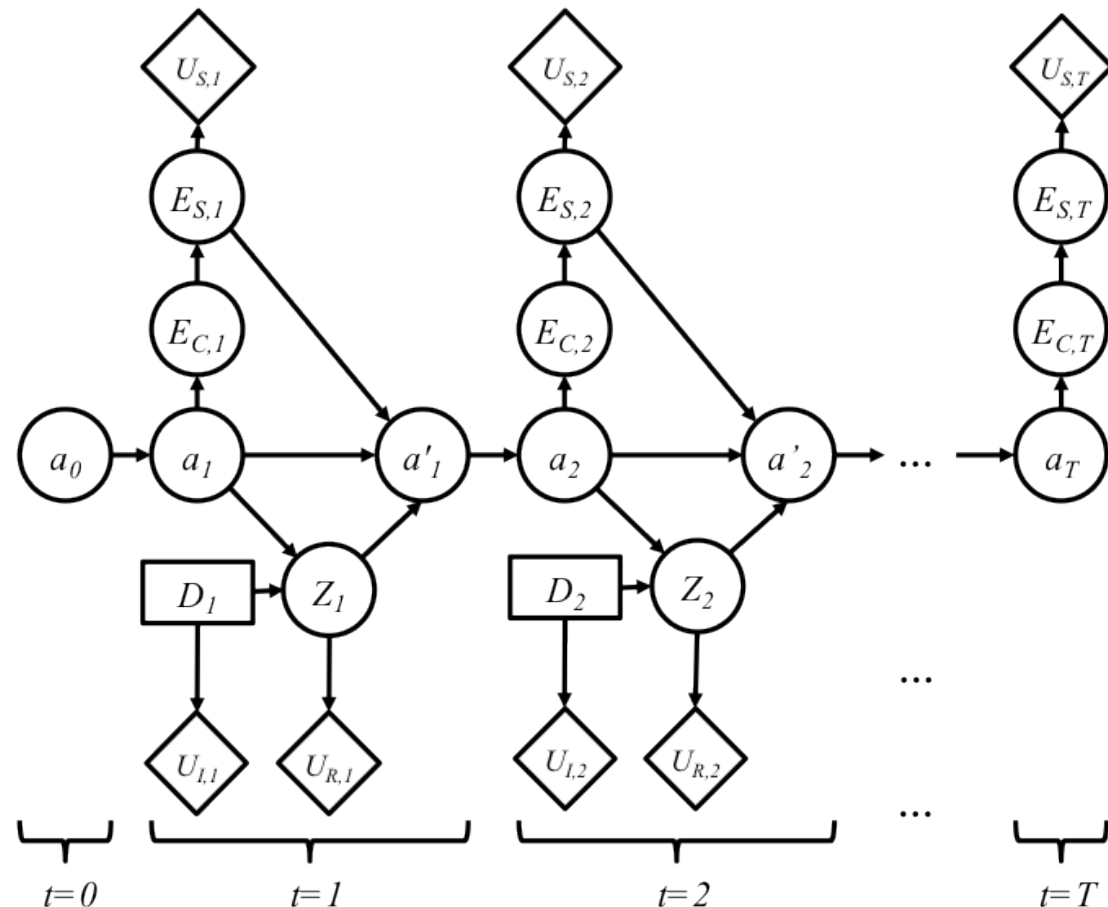 U_{S,1} U_{S,2} U_{S,T}
E_{S,1} E_{S,2} E_{S,T}
E_{C,1} E_{C,2} E_{C,T}
a_0 a_1 a'_1 a_2 a’_2 ... a_T
D_1 Z_1 D_2 Z_2
...
U_{I,1} U_{R,1} U_{I,2} U_{R,2}
...
t=0 t=1 t=2 t=T